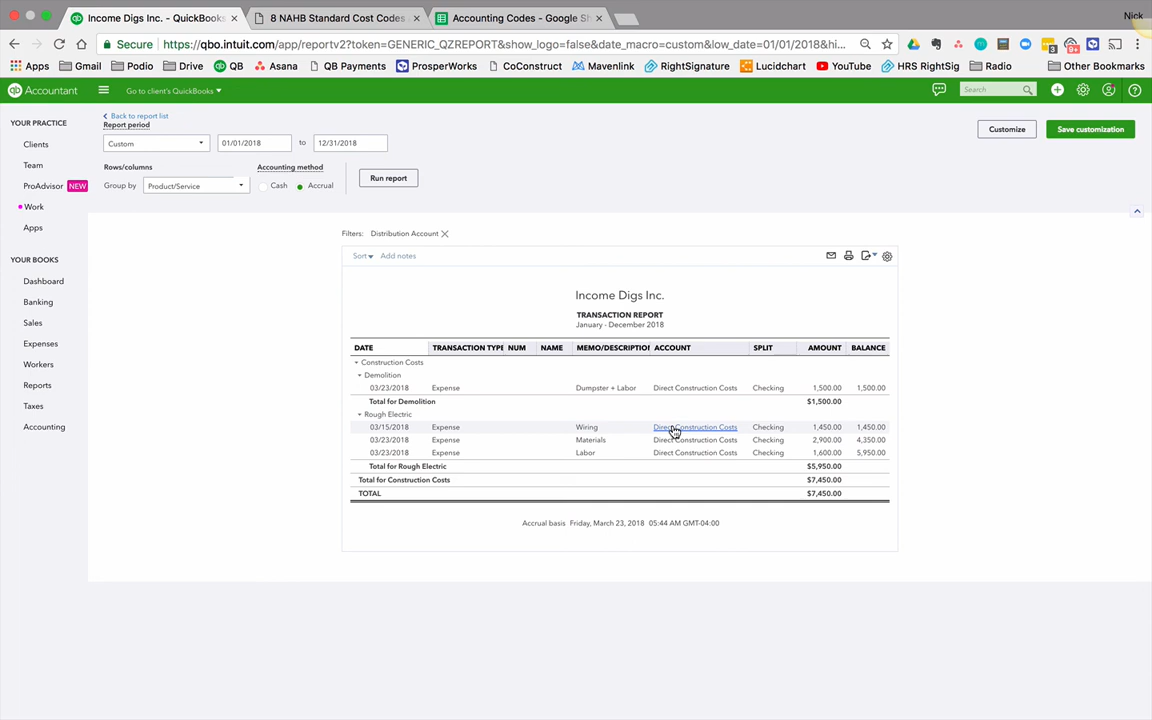 Income Digs Inc. - QuickBooks
8 NAHB Standard Cost Codes
Accounting Codes - Google Sh
Nick
Secure
https://qbo.intuit.com/app/reportv2?token=GENERIC_QZREPORT&show_logo=false&date_macro=custom&low_date=01/01/2018&hi...
Apps Gmail Podio Drive QB Asana QB Payments ProsperWorks CoConstruct Mavenlink RightSignature Lucidchart YouTube HRS RightSig Radio Other Bookmarks
qb Accountant Go to client's QuickBooks Search
YOUR PRACTICE
Clients
Team
ProAdvisor NEW
Work
Apps
YOUR BOOKS
Dashboard
Banking
Sales
Expenses
Workers
Reports
Taxes
Accounting
Back to report list
Report period
Custom 01/01/2018 to 12/31/2018
Customize Save customization
Rows/columns Accounting method
Group by Product/Service Cash Accrual Run report
Filters: Distribution Account
Sort Add notes
Income Digs Inc.
TRANSACTION REPORT
January - December 2018
DATE TRANSACTION TYPE NUM NAME MEMO/DESCRIPTION ACCOUNT SPLIT AMOUNT BALANCE
Construction Costs
Demolition
03/23/2018 Expense Dumpster + Labor Direct Construction Costs Checking 1,500.00 1,500.00
Total for Demolition $1,500.00
Rough Electric
03/15/2018 Expense Wiring Direct Construction Costs Checking 1,450.00 1,450.00
03/23/2018 Expense Materials Direct Construction Costs Checking 2,900.00 4,350.00
03/23/2018 Expense Labor Direct Construction Costs Checking 1,600.00 5,950.00
Total for Rough Electric $5,950.00
Total for Construction Costs $7,450.00
TOTAL $7,450.00
Accrual basis Friday, March 23, 2018 05:44 AM GMT-04:00